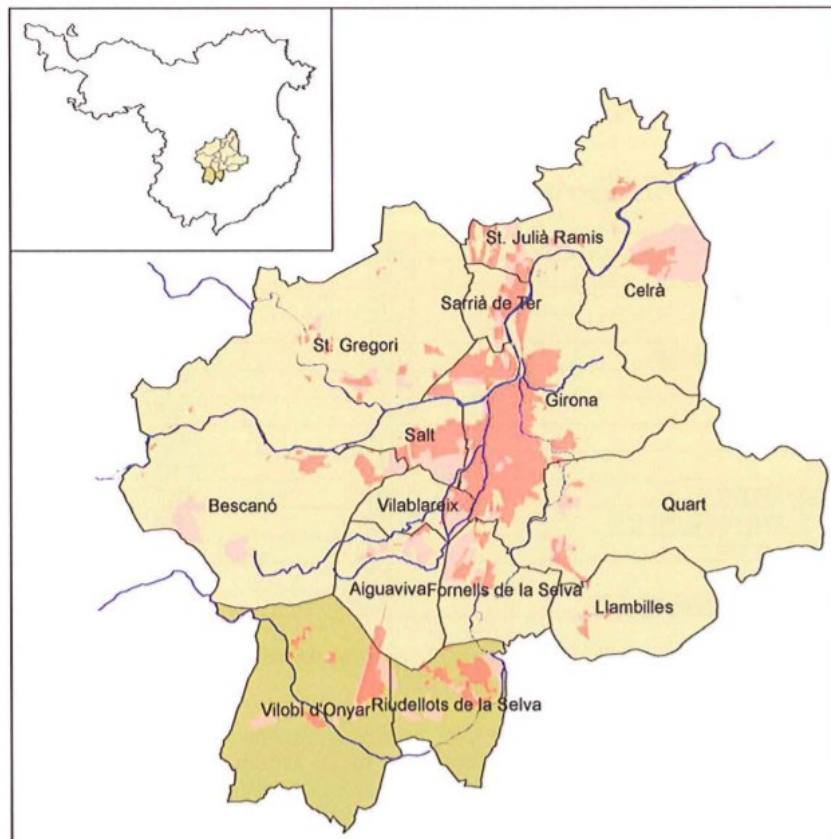 St. Julià Ramis
Celrà
Sarrià de Ter
St. Gregori
Girona
Salt
Bescanó
Vilablareix
Quart
Aiguaviva
Fornells de la Selva
Llambilles
Vilobí d'Onyar
Riudellots de la Selva